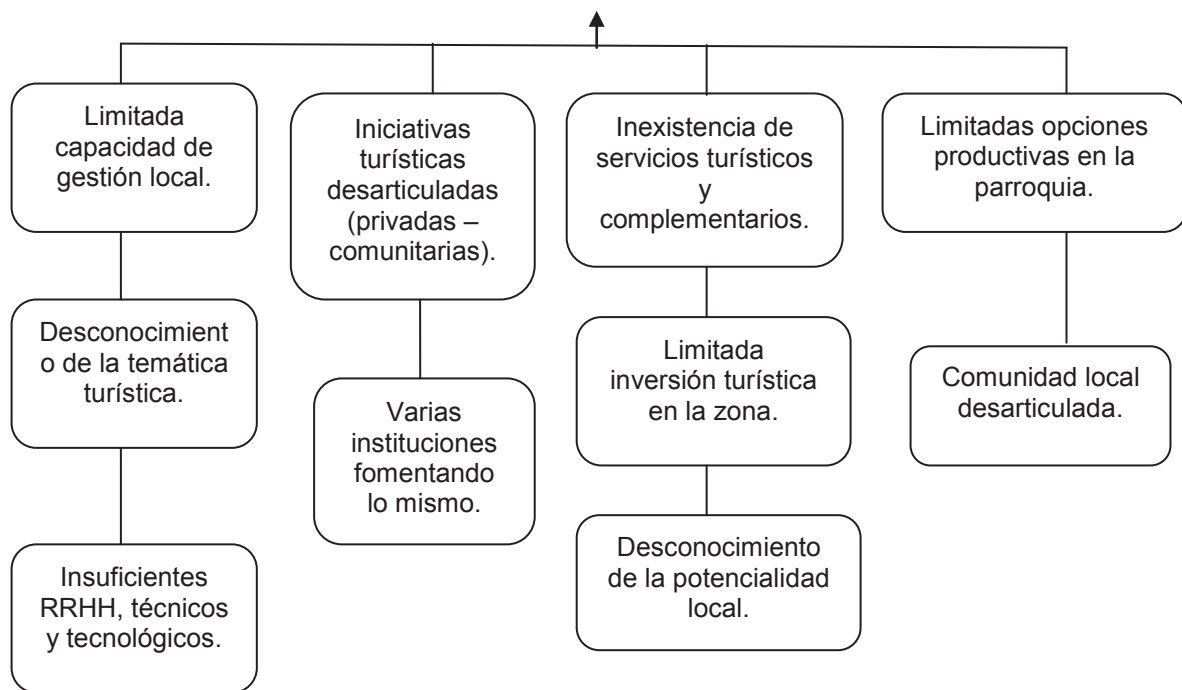 Limitada
capacidad de
gestión local.
Iniciativas
turísticas
desarticuladas
(privadas –
comunitarias).
Inexistencia de
servicios turísticos
y
complementarios.
Limitadas opciones
productivas en la
parroquia.
Desconocimient
o de la temática
turística.
Varias
instituciones
fomentando
lo mismo.
Limitada
inversión turística
en la zona.
Comunidad local
desarticulada.
Insuficientes
RRHH, técnicos
y tecnológicos.
Desconocimiento
de la potencialidad
local.